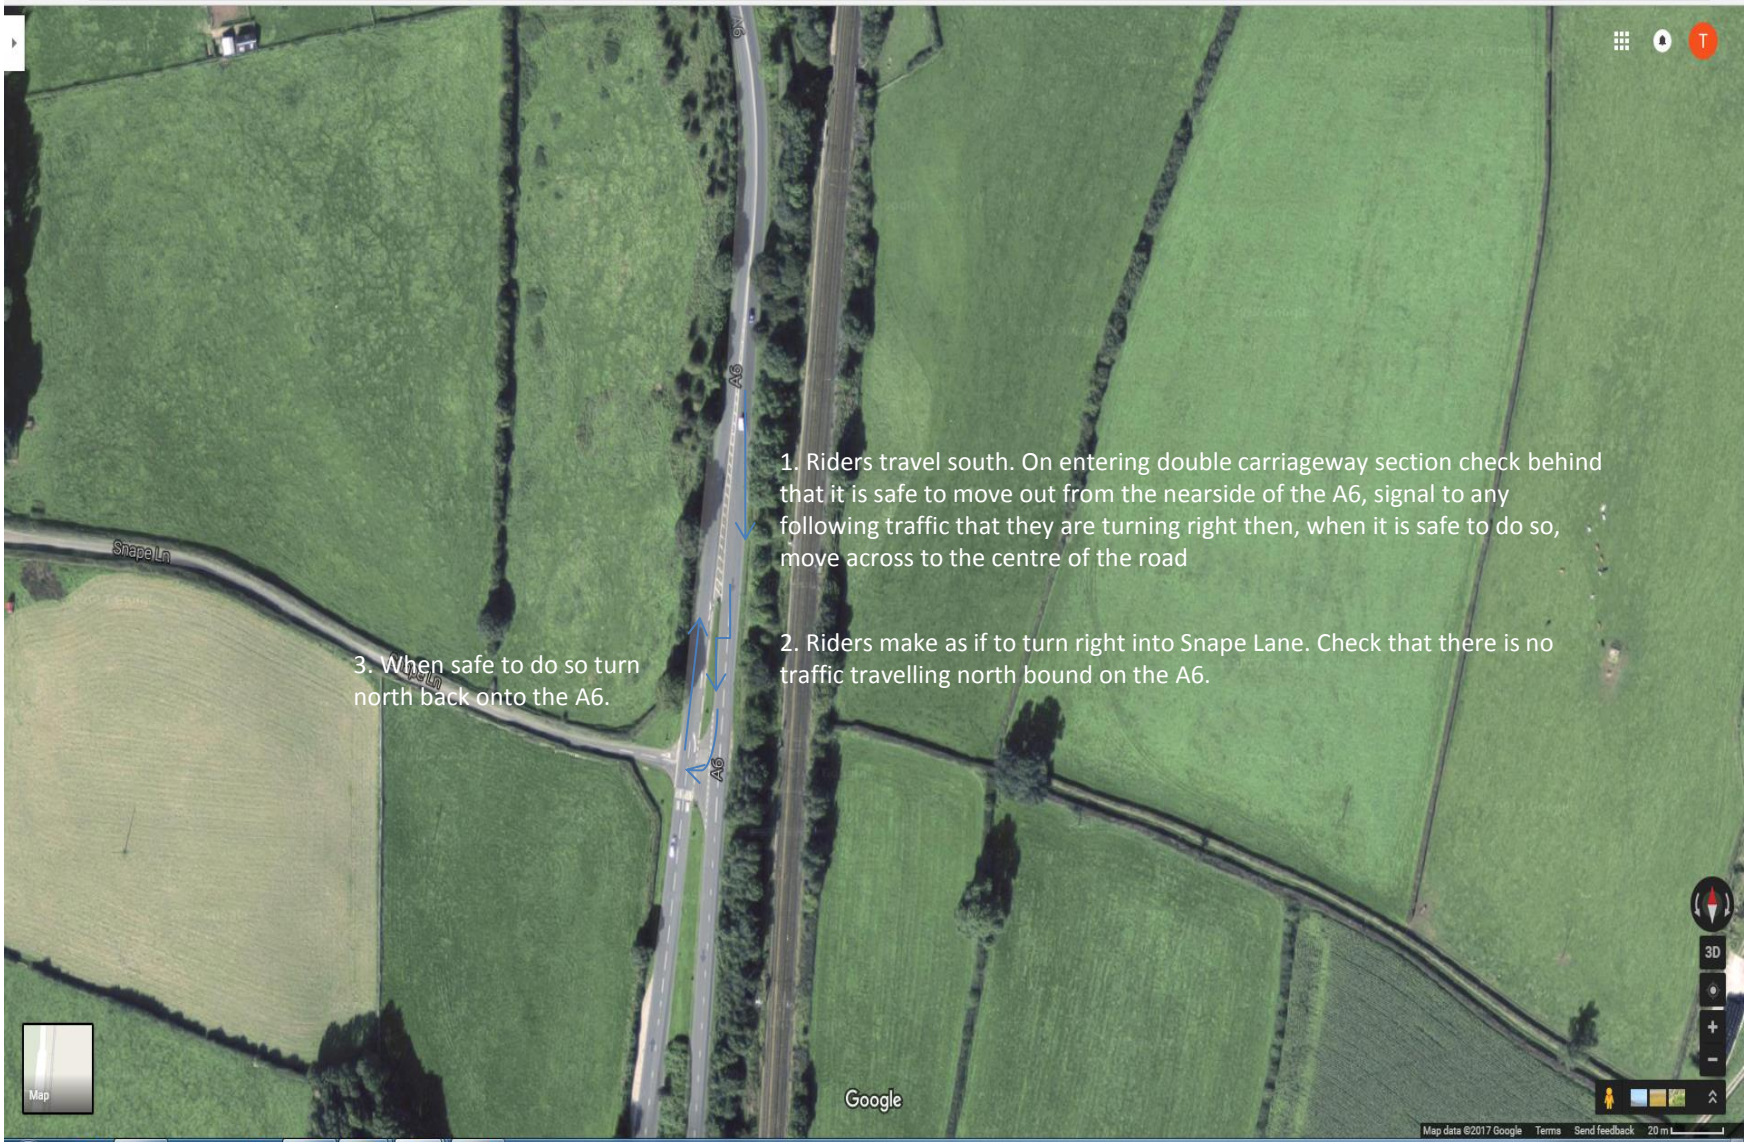 A6
T
A6
1. Riders travel south. On entering double carriageway section check behind
that it is safe to move out from the nearside of the A6, signal to any
following traffic that they are turning right then, when it is safe to do so,
move across to the centre of the road
Snape Ln
2. Riders make as if to turn right into Snape Lane. Check that there is no
traffic travelling north bound on the A6.
3. When safe to do so turn
north back onto the A6.
Snape Ln
A6
3D
+
−
Map
Google
Map data ©2017 Google Terms Send feedback 20 m